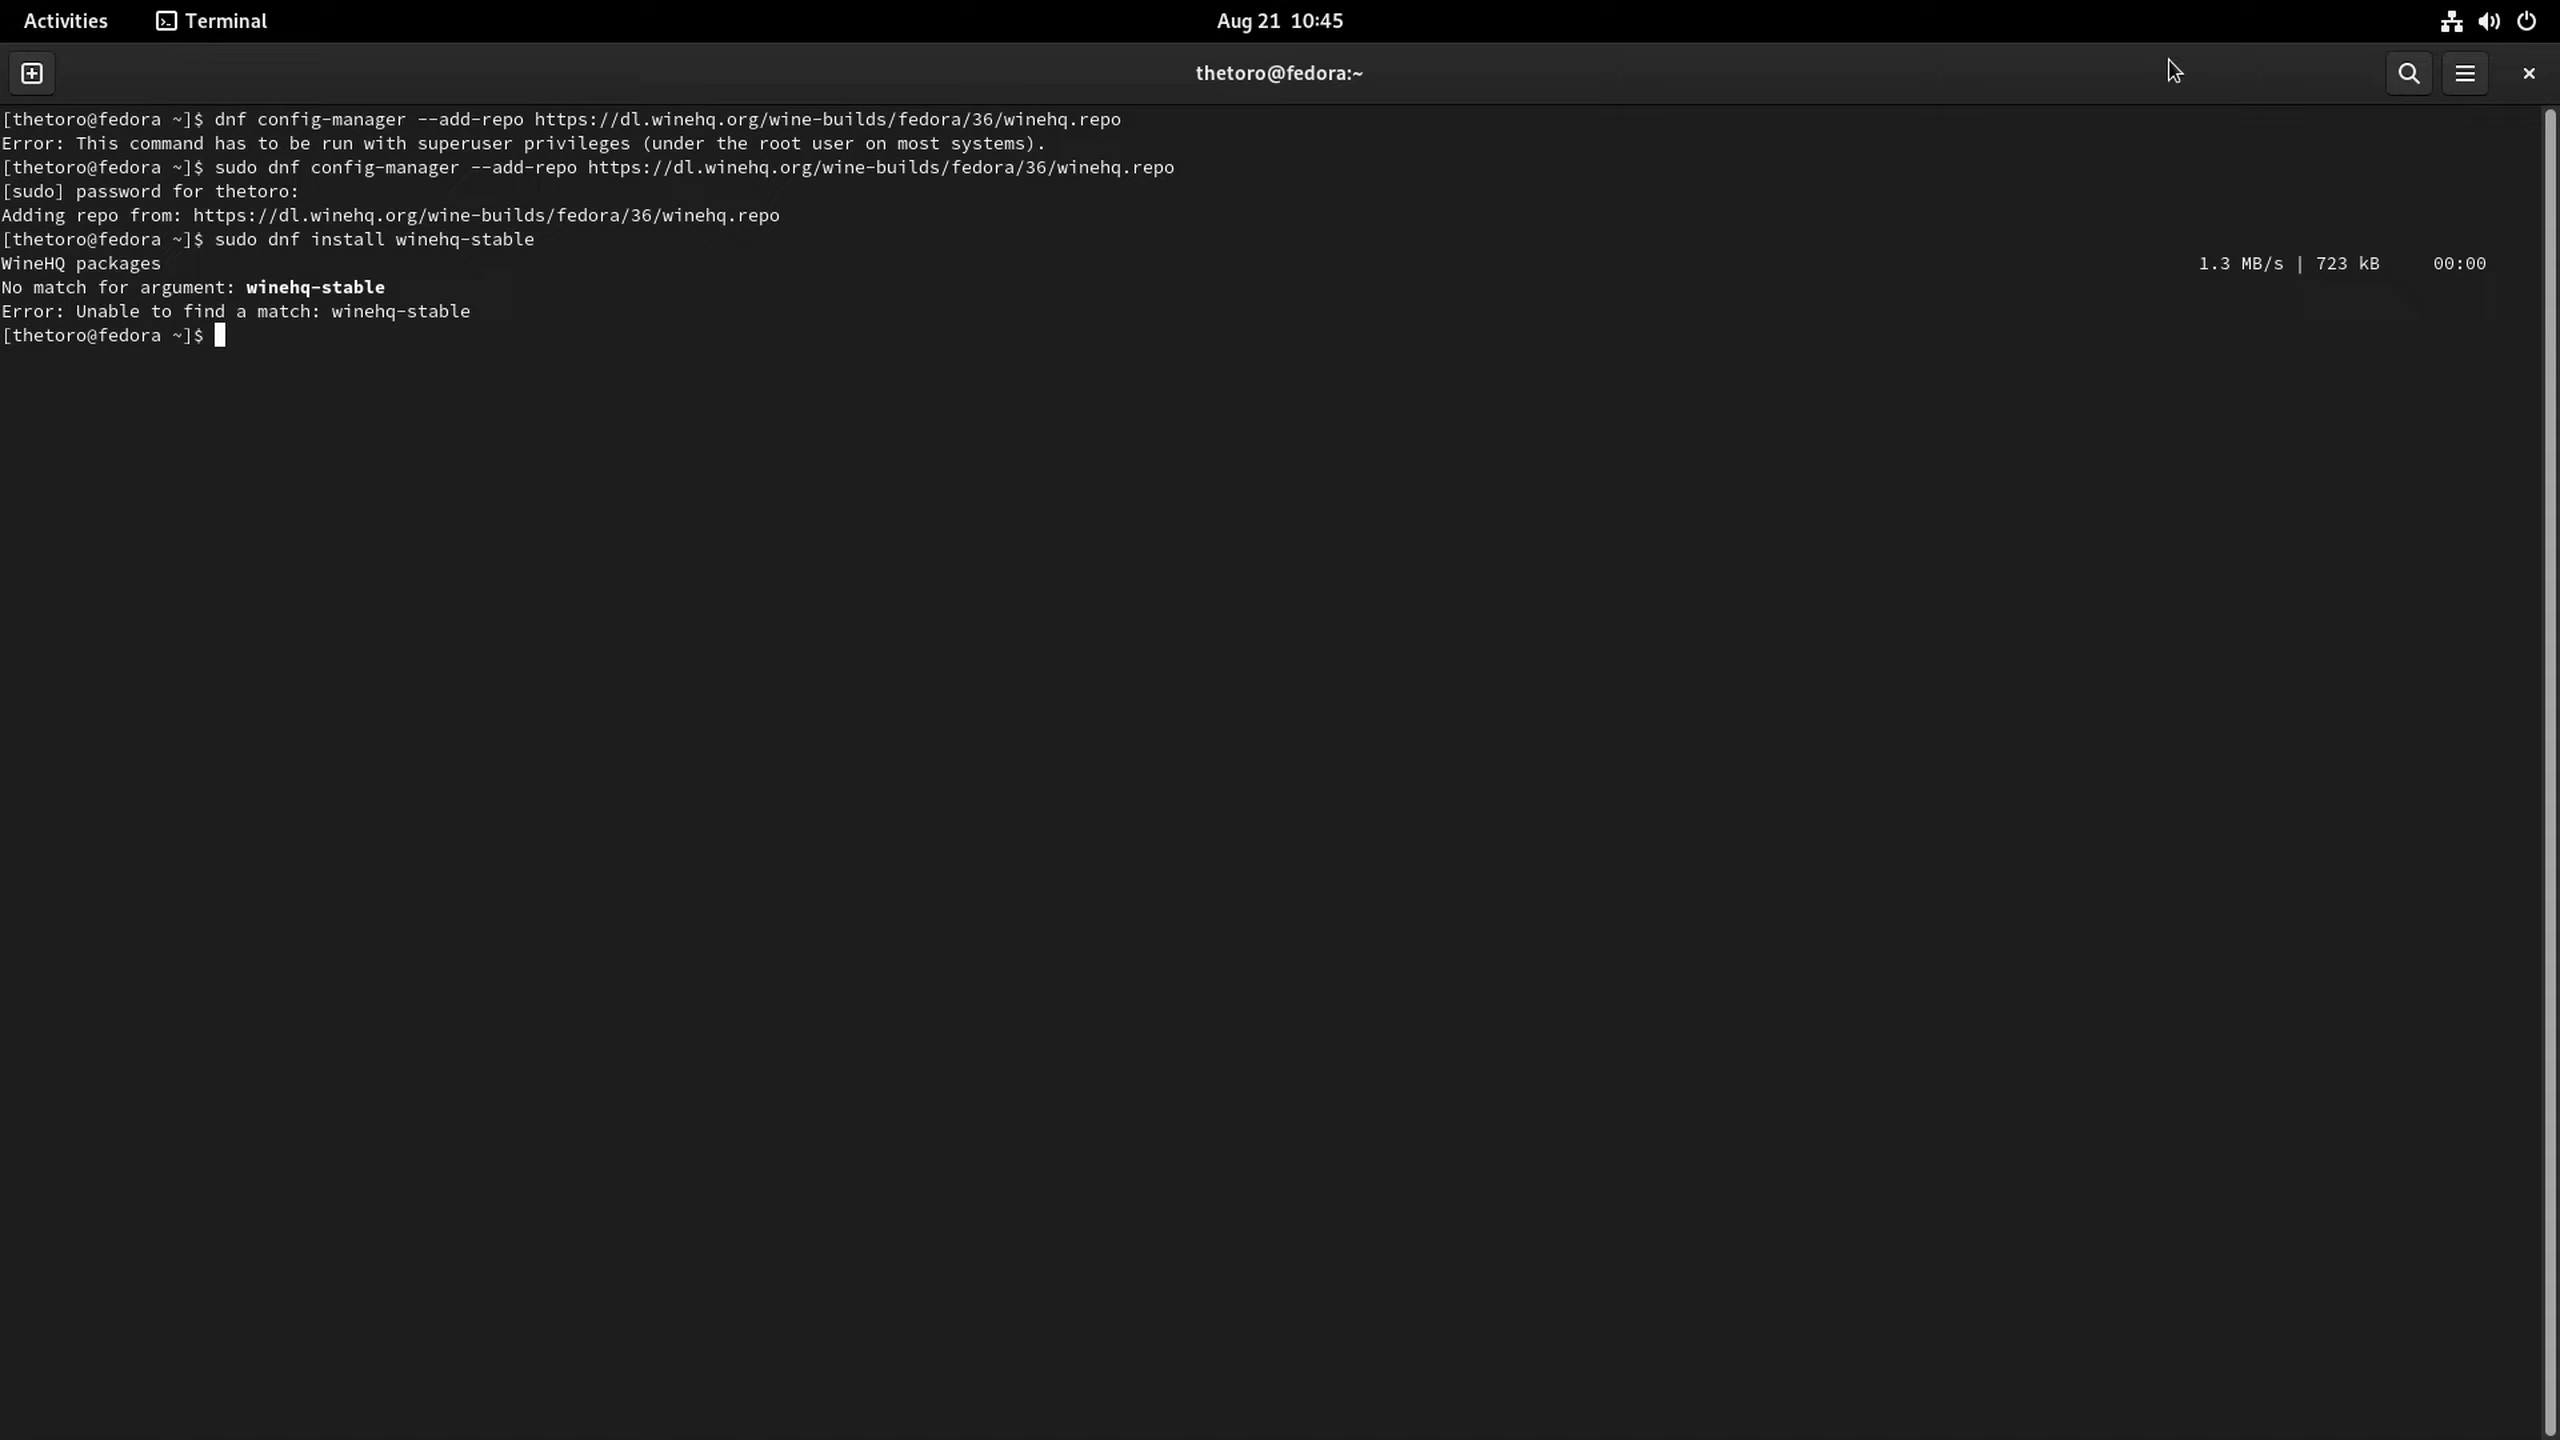 Activities Terminal Aug 21 10:45
thetoro@fedora:~
[thetoro@fedora ~]$ dnf config-manager --add-repo https://dl.winehq.org/wine-builds/fedora/36/winehq.repo
Error: This command has to be run with superuser privileges (under the root user on most systems).
[thetoro@fedora ~]$ sudo dnf config-manager --add-repo https://dl.winehq.org/wine-builds/fedora/36/winehq.repo
[sudo] password for thetoro:
Adding repo from: https://dl.winehq.org/wine-builds/fedora/36/winehq.repo
[thetoro@fedora ~]$ sudo dnf install winehq-stable
WineHQ packages 1.3 MB/s | 723 kB 00:00
No match for argument: winehq-stable
Error: Unable to find a match: winehq-stable
[thetoro@fedora ~]$